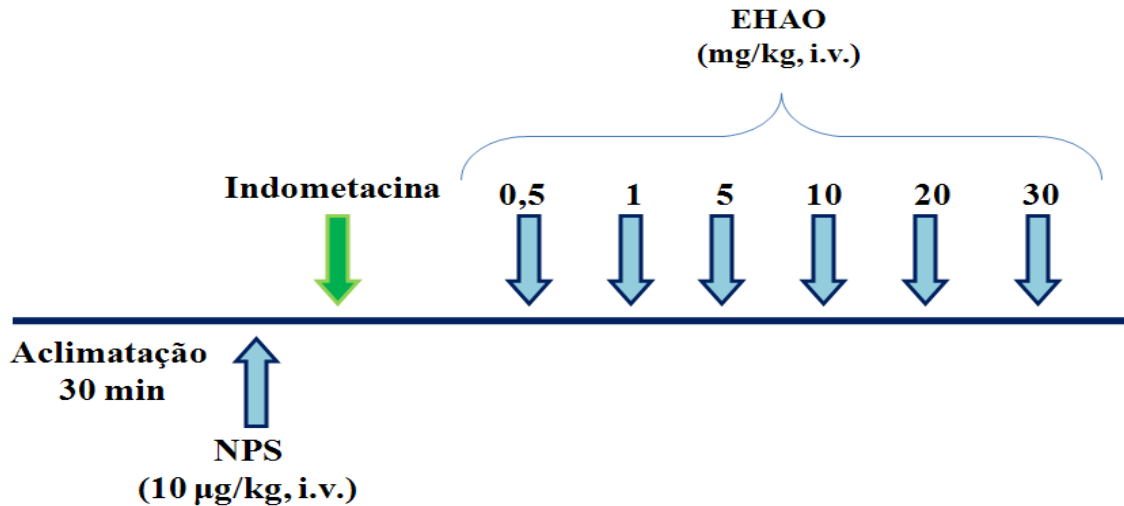 EHAO
(mg/kg, i.v.)
Indometacina
0,5 1 5 10 20 30
Aclimatação
30 min
NPS
(10 µg/kg, i.v.)